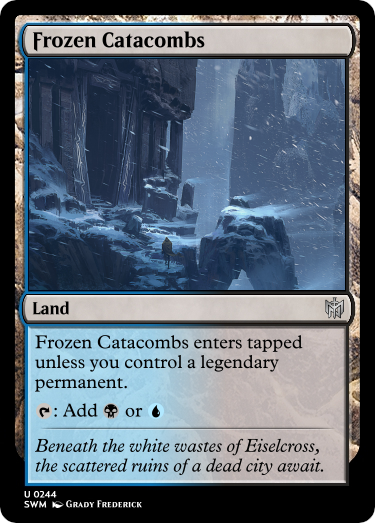 Frozen Catacombs
Land
Frozen Catacombs enters tapped
unless you control a legendary
permanent.
: Add or
Beneath the white wastes of Eiselcross,
the scattered ruins of a dead city await.
U 0244
SWM Grady Frederick